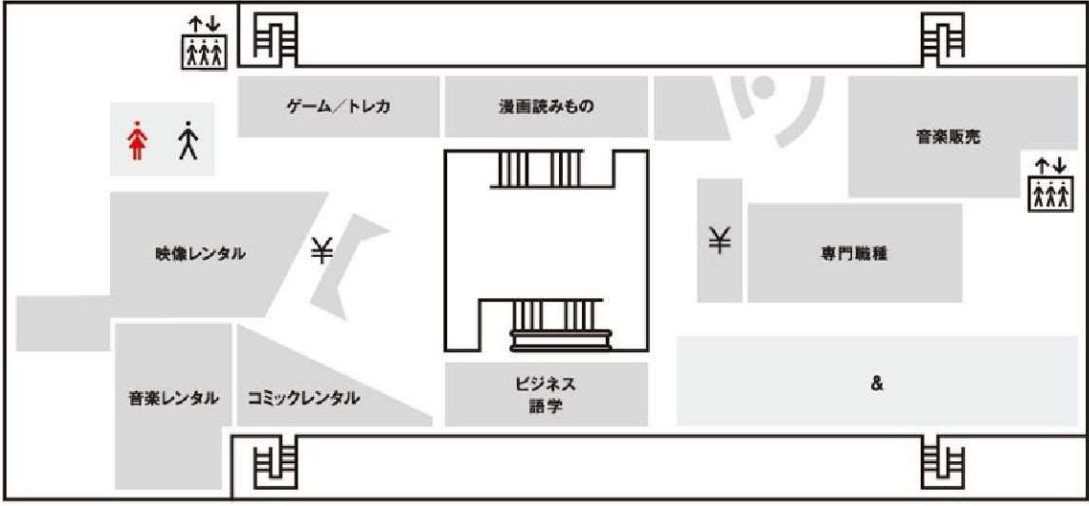 ゲーム／トレカ
漫画読みもの
音楽販売
映像レンタル
¥
¥
専門職種
音楽レンタル
コミックレンタル
ビジネス
語学
&